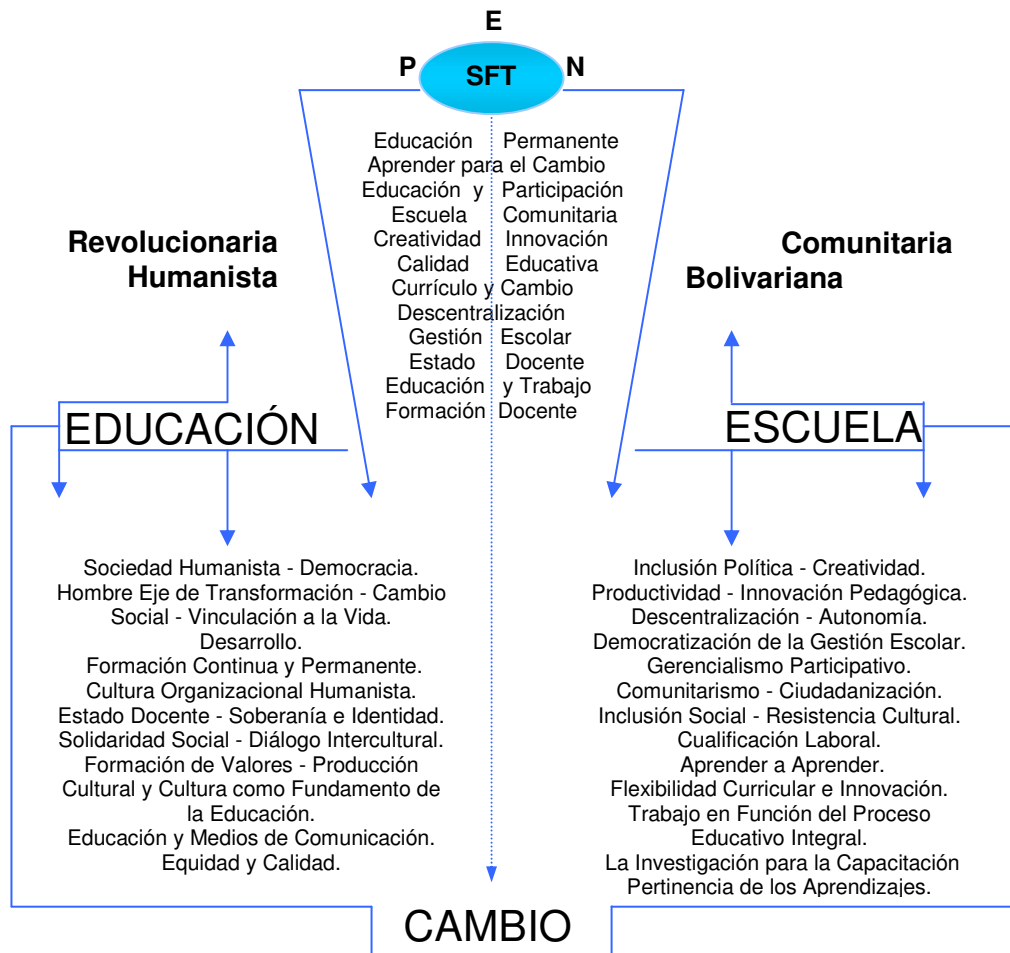 E
P SFT N
Educación Permanente
Aprender para el Cambio
Educación y Participación
Escuela Comunitaria
Creatividad Innovación
Calidad Educativa
Currículo y Cambio
Descentralización
Gestión Escolar
Estado Docente
Educación y Trabajo
Formación Docente
Revolucionaria
Humanista
Comunitaria
Bolivariana
EDUCACIÓN
ESCUELA
Sociedad Humanista - Democracia.
Hombre Eje de Transformación - Cambio
Social - Vinculación a la Vida.
Desarrollo.
Formación Continua y Permanente.
Cultura Organizacional Humanista.
Estado Docente - Soberanía e Identidad.
Solidaridad Social - Diálogo Intercultural.
Formación de Valores - Producción
Cultural y Cultura como Fundamento de
la Educación.
Educación y Medios de Comunicación.
Equidad y Calidad.
Inclusión Política - Creatividad.
Productividad - Innovación Pedagógica.
Descentralización - Autonomía.
Democratización de la Gestión Escolar.
Gerencialismo Participativo.
Comunitarismo - Ciudadanización.
Inclusión Social - Resistencia Cultural.
Cualificación Laboral.
Aprender a Aprender.
Flexibilidad Curricular e Innovación.
Trabajo en Función del Proceso
Educativo Integral.
La Investigación para la Capacitación
Pertinencia de los Aprendizajes.
CAMBIO